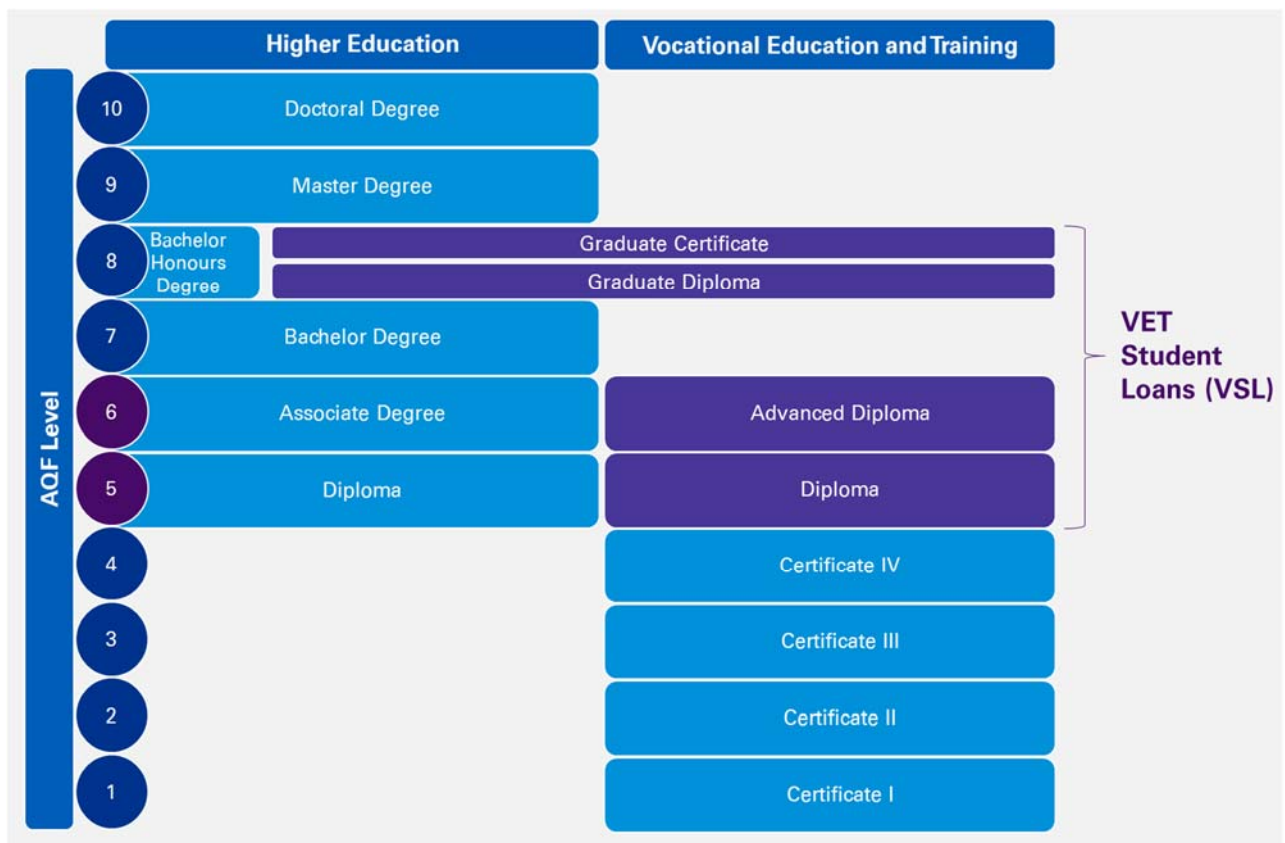 Higher Education
Vocational Education and Training
AQF Level
10
Doctoral Degree
9
Master Degree
8
Bachelor
Honours
Degree
Graduate Certificate
Graduate Diploma
7
Bachelor Degree
6
Associate Degree
Advanced Diploma
5
Diploma
Diploma
4
Certificate IV
3
Certificate III
2
Certificate II
1
Certificate I
VET
Student
Loans (VSL)